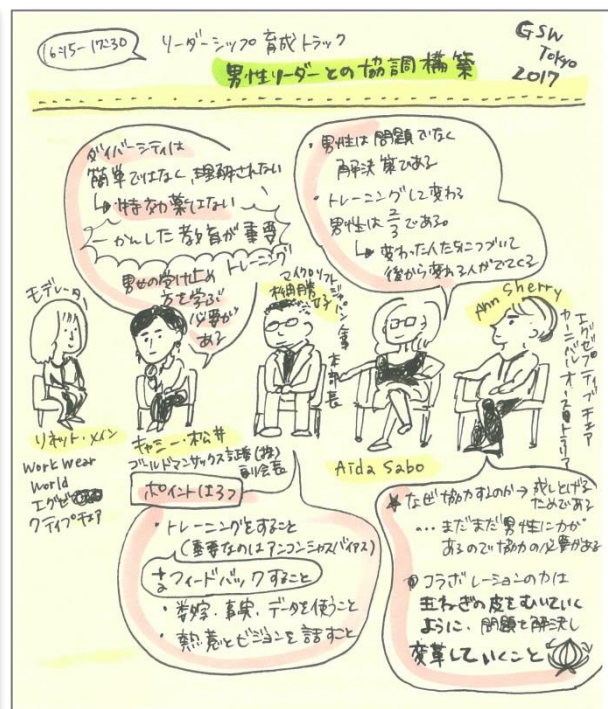 16:15-17:30 リーダーシップ育成トラック
男性リーダーとの協調構築
GSW
Tokyo
2017
ダイバーシティは
簡単ではなく、理解されない
↳特効薬はない
一かんした教育が重要
トレーニング
男女の受け止め
方を学ぶ
必要が
ある
・男性は問題でなく
解決策である
・トレーニングして変わる
男性は2/3である。
↳変わった人たちにつづいて
後から変わる人がでてくる
モデレータ
リネット・メイン
Work Wear
World
エグゼ
クティブチェア
キャシー・松井
ゴールドマンサックス証券(株)
副会長
マイクロソフト
ジャパン
本部長
Aida Sabo
Ann Sherry
エグゼクティブチェア
カーニバルオーストラリア
ポイントは3つ
・トレーニングをすること
(重要なのはアンコンシャスバイアス)
+αフィードバックすること
・数字、事実、データを使うこと
・熱意とビジョンを話すこと
なぜ協力するのか→成しとげる
ためである
…まだまだ男性に力が
あるので協力の必要がある
コラボレーションの力は
玉ねぎの皮をむいていく
ように、問題を解決し
変革していくこと